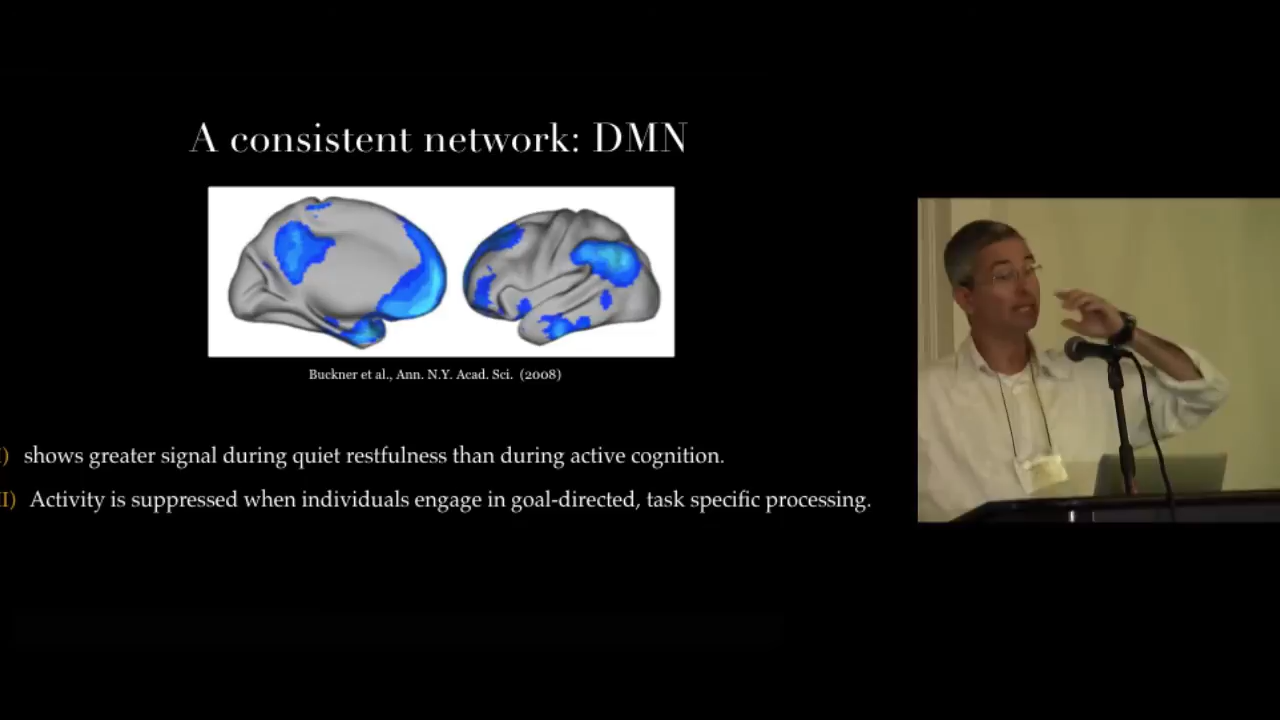 A consistent network: DMN
Buckner et al., Ann. N.Y. Acad. Sci. (2008)
) shows greater signal during quiet restfulness than during active cognition.
I) Activity is suppressed when individuals engage in goal-directed, task specific processing.